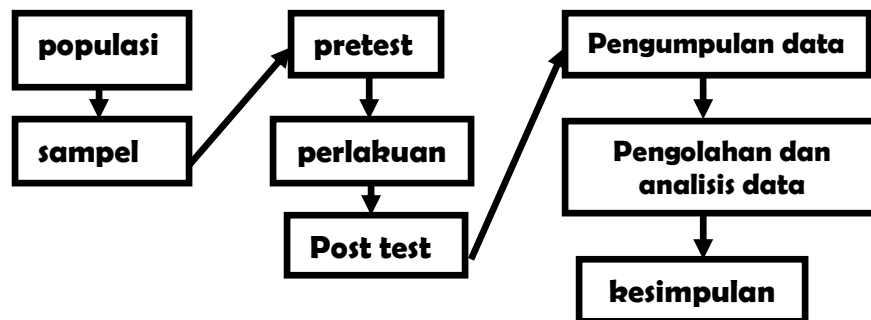 populasi
sampel
pretest
perlakuan
Post test
Pengumpulan data
Pengolahan dan
analisis data
kesimpulan